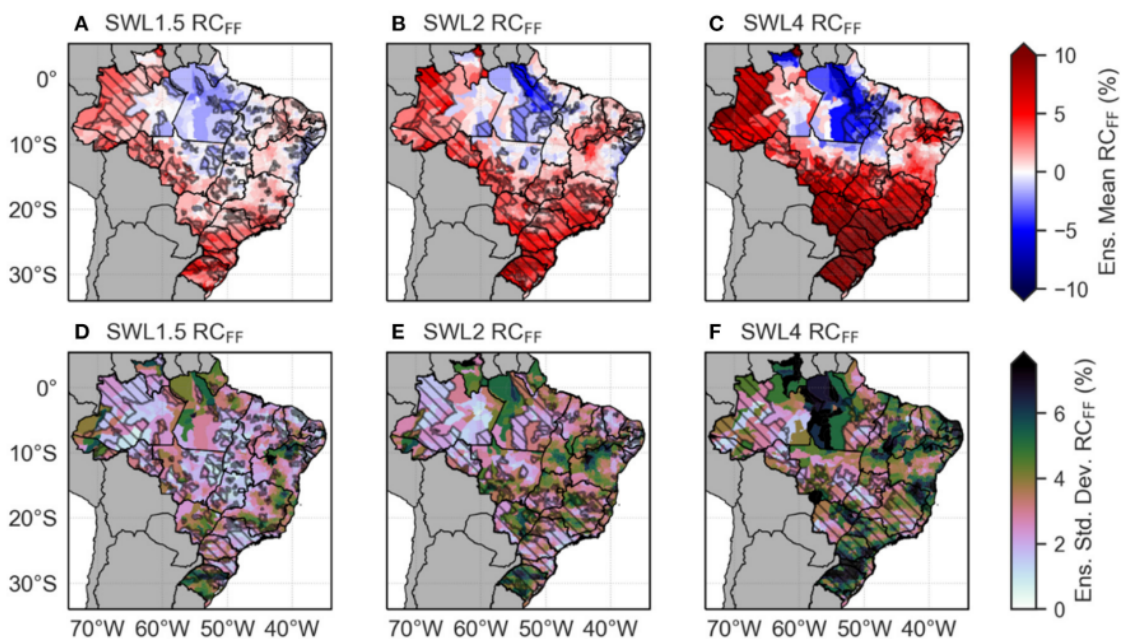 A SWL1.5 RCFF
B SWL2 RCFF
C SWL4 RCFF
0°
10°S
20°S
30°S
10
5
0
−5
−10
Ens. Mean RCFF (%)
D SWL1.5 RCFF
E SWL2 RCFF
F SWL4 RCFF
0°
10°S
20°S
30°S
6
4
2
0
Ens. Std. Dev. RCFF (%)
70°W 60°W 50°W 40°W
70°W 60°W 50°W 40°W
70°W 60°W 50°W 40°W